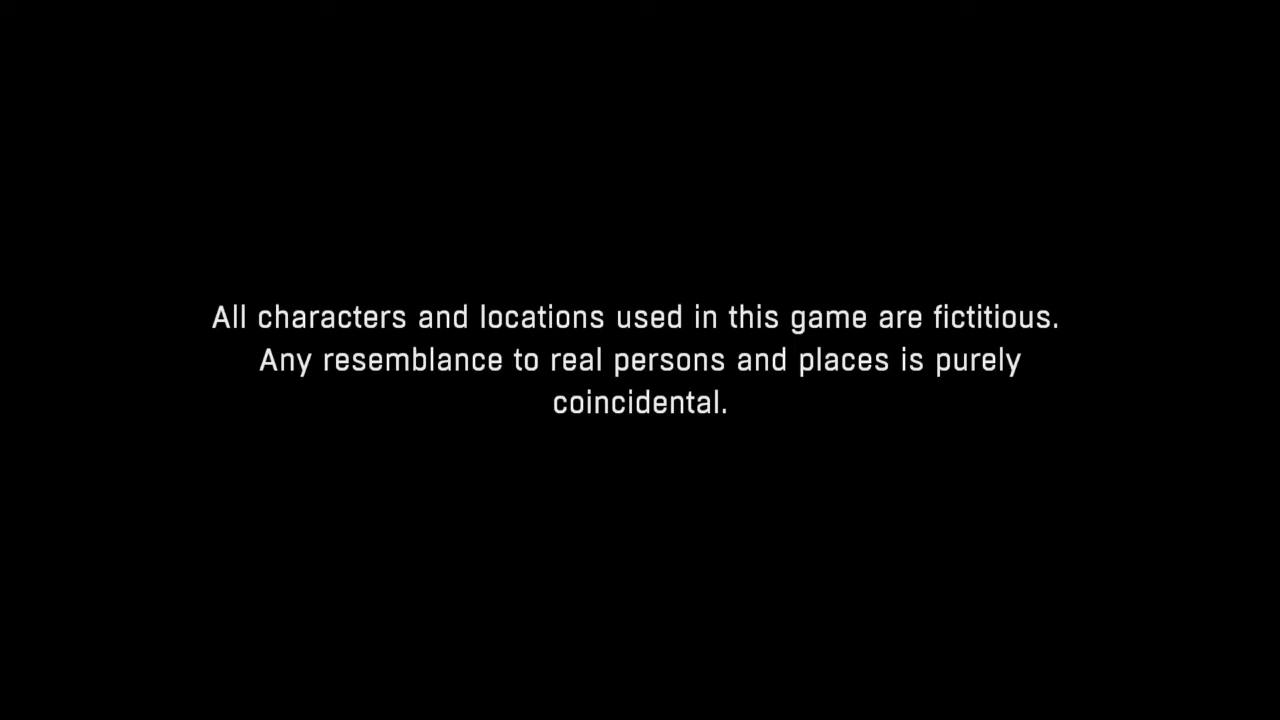 All characters and locations used in this game are fictitious.
Any resemblance to real persons and places is purely
coincidental.